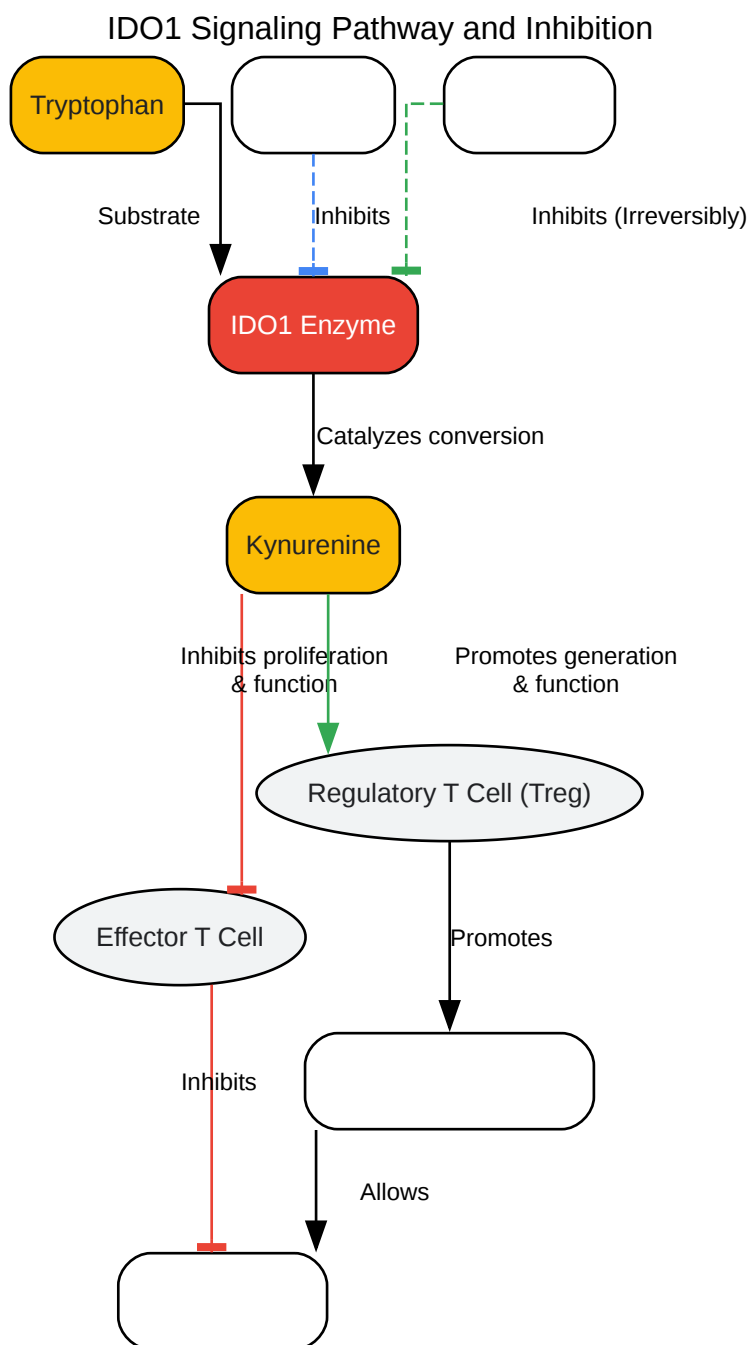 IDO1 Signaling Pathway and Inhibition
Tryptophan
Substrate
Inhibits
Inhibits (Irreversibly)
IDO1 Enzyme
Catalyzes conversion
Kynurenine
Inhibits proliferation
& function
Promotes generation
& function
Regulatory T Cell (Treg)
Effector T Cell
Promotes
Inhibits
Allows